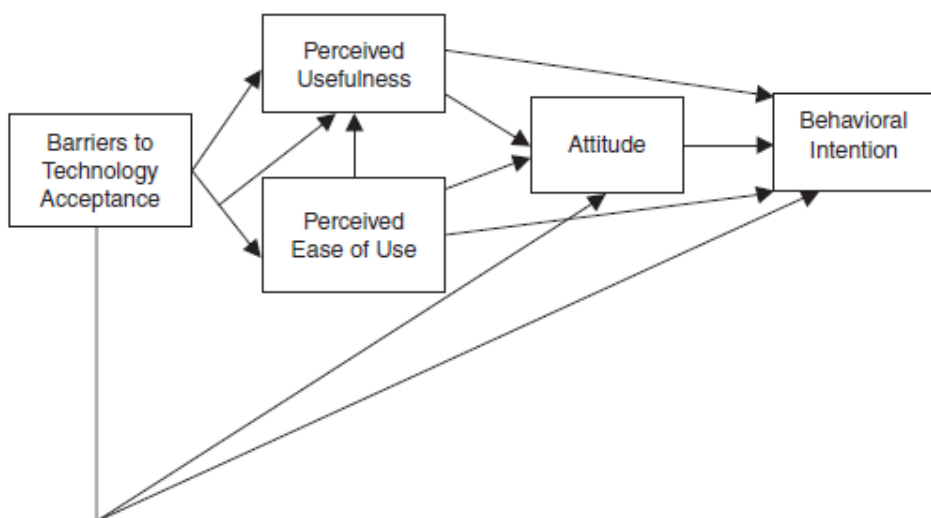 Perceived
Usefulness
Barriers to
Technology
Acceptance
Attitude
Behavioral
Intention
Perceived
Ease of Use